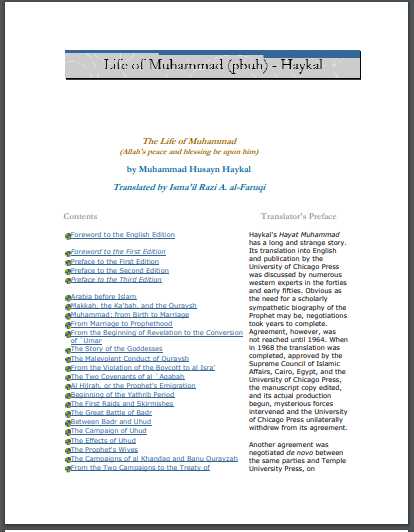 Life of Muhammad (pbuh) - Haykal
The Life of Muhammad
(Allah's peace and blessing be upon him)
by Muhammad Husayn Haykal
Translated by Isma'il Razi A. al-Faruqi
Contents
Foreword to the English Edition
Foreword to the First Edition
Preface to the First Edition
Preface to the Second Edition
Preface to the Third Edition
Arabia before Islam
Makkah, the Ka'bah, and the Quraysh
Muhammad: from Birth to Marriage
From Marriage to Prophethood
From the Beginning of Revelation to the Conversion
of `Umar
The Story of the Goddesses
The Malevolent Conduct of Quraysh
From the Violation of the Boycott to al Isra'
The Two Covenants of al `Aqabah
Al Hijrah, or the Prophet's Emigration
Beginning of the Yathrib Period
The First Raids and Skirmishes
The Great Battle of Badr
Between Badr and Uhud
The Campaign of Uhud
The Effects of Uhud
The Prophet's Wives
The Campaigns of al Khandaq and Banu Qurayzah
From the Two Campaigns to the Treaty of
Translator's Preface
Haykal's Hayat Muhammad
has a long and strange story.
Its translation into English
and publication by the
University of Chicago Press
was discussed by numerous
western experts in the forties
and early fifties. Obvious as
the need for a scholarly
sympathetic biography of the
Prophet may be, negotiations
took years to complete.
Agreement, however, was
not reached until 1964. When
in 1968 the translation was
completed, approved by the
Supreme Council of Islamic
Affairs, Cairo, Egypt, and the
manuscript copy edited,
and its actual production
begun, mysterious forces
intervened and the University
of Chicago Press unilaterally
withdrew from its agreement.
Another agreement was
negotiated de novo between
the same parties and Temple
University Press, on